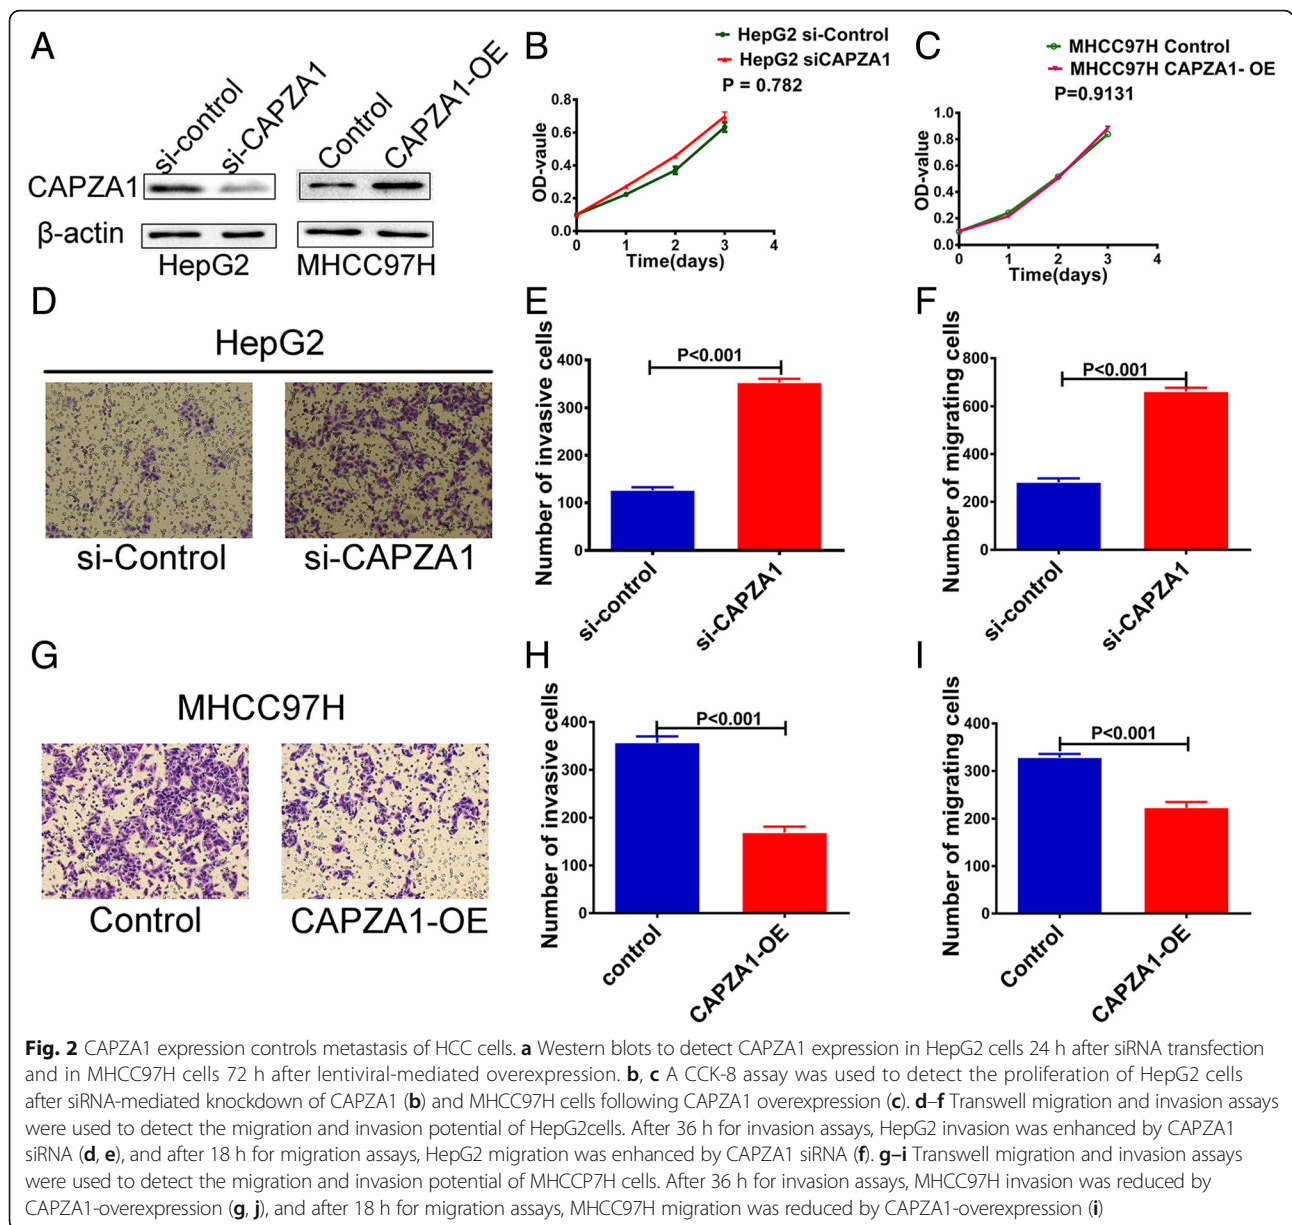 A
si-control
si-CAPZA1
Control
CAPZA1-OE
CAPZA1
β-actin
HepG2
MHCC97H
B
HepG2 si-Control
HepG2 siCAPZA1
P = 0.782
OD-vaule
0.8
0.6
0.4
0.2
0.0
0 1 2 3 4
Time(days)
C
MHCC97H Control
MHCC97H CAPZA1- OE
P=0.9131
OD-value
1.0
0.8
0.6
0.4
0.2
0.0
0 1 2 3 4
Time(days)
D
HepG2
si-Control
si-CAPZA1
E
Number of invasive cells
400
300
200
100
0
P<0.001
si-control
si-CAPZA1
F
Number of migrating cells
800
600
400
200
0
P<0.001
si-control
si-CAPZA1
G
MHCC97H
Control
CAPZA1-OE
H
Number of invasive cells
400
300
200
100
0
P<0.001
control
CAPZA1-OE
I
Number of migrating cells
400
300
200
100
0
P<0.001
Control
CAPZA1-OE
Fig. 2 CAPZA1 expression controls metastasis of HCC cells. a Western blots to detect CAPZA1 expression in HepG2 cells 24 h after siRNA transfection
and in MHCC97H cells 72 h after lentiviral-mediated overexpression. b, c A CCK-8 assay was used to detect the proliferation of HepG2 cells
after siRNA-mediated knockdown of CAPZA1 (b) and MHCC97H cells following CAPZA1 overexpression (c). d–f Transwell migration and invasion assays
were used to detect the migration and invasion potential of HepG2cells. After 36 h for invasion assays, HepG2 invasion was enhanced by CAPZA1
siRNA (d, e), and after 18 h for migration assays, HepG2 migration was enhanced by CAPZA1 siRNA (f). g–i Transwell migration and invasion assays
were used to detect the migration and invasion potential of MHCCP7H cells. After 36 h for invasion assays, MHCC97H invasion was reduced by
CAPZA1-overexpression (g, j), and after 18 h for migration assays, MHCC97H migration was reduced by CAPZA1-overexpression (i)